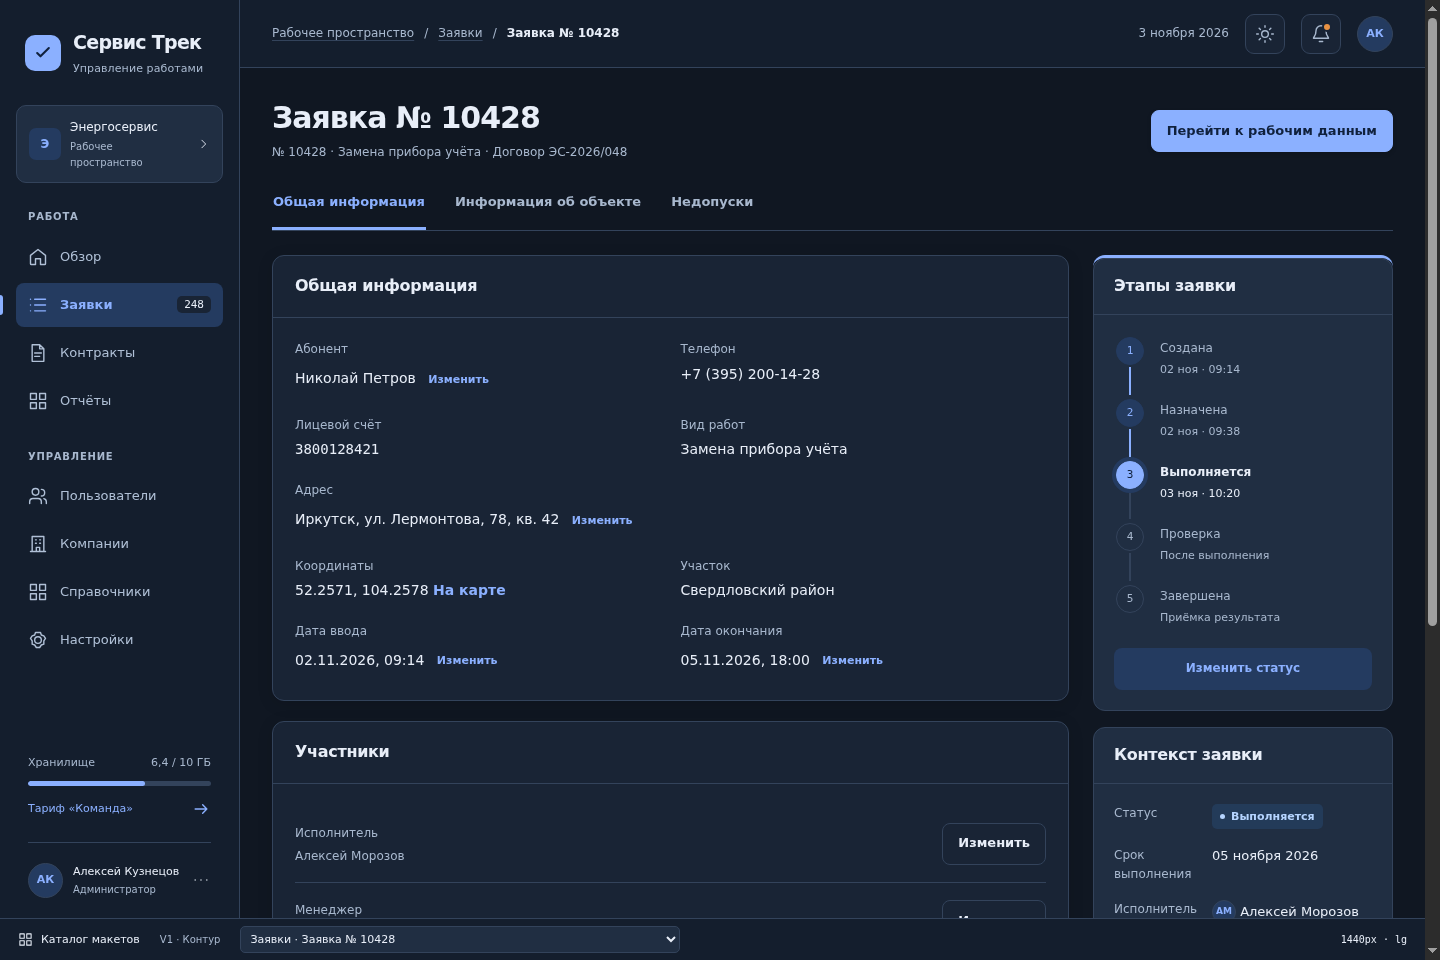 Сервис Трек
Управление работами
Э
Энергосервис
Рабочее
пространство
РАБОТА
Обзор
Заявки 248
Контракты
Отчёты
УПРАВЛЕНИЕ
Пользователи
Компании
Справочники
Настройки
Хранилище 6,4 / 10 ГБ
Тариф «Команда»
АК
Алексей Кузнецов
Администратор
Рабочее пространство / Заявки / Заявка № 10428
3 ноября 2026
АК
Заявка № 10428
№ 10428 · Замена прибора учёта · Договор ЭС-2026/048
Перейти к рабочим данным
Общая информация Информация об объекте Недопуски
Общая информация
Абонент
Николай Петров Изменить
Телефон
+7 (395) 200-14-28
Лицевой счёт
3800128421
Вид работ
Замена прибора учёта
Адрес
Иркутск, ул. Лермонтова, 78, кв. 42 Изменить
Координаты
52.2571, 104.2578 На карте
Участок
Свердловский район
Дата ввода
02.11.2026, 09:14 Изменить
Дата окончания
05.11.2026, 18:00 Изменить
Участники
Исполнитель
Алексей Морозов
Изменить
Менеджер
Этапы заявки
1 Создана
02 ноя · 09:14
2 Назначена
02 ноя · 09:38
3 Выполняется
03 ноя · 10:20
4 Проверка
После выполнения
5 Завершена
Приёмка результата
Изменить статус
Контекст заявки
Статус Выполняется
Срок
выполнения
05 ноября 2026
Исполнитель АМ Алексей Морозов
Каталог макетов V1 · Контур Заявки · Заявка № 10428 1440px · lg